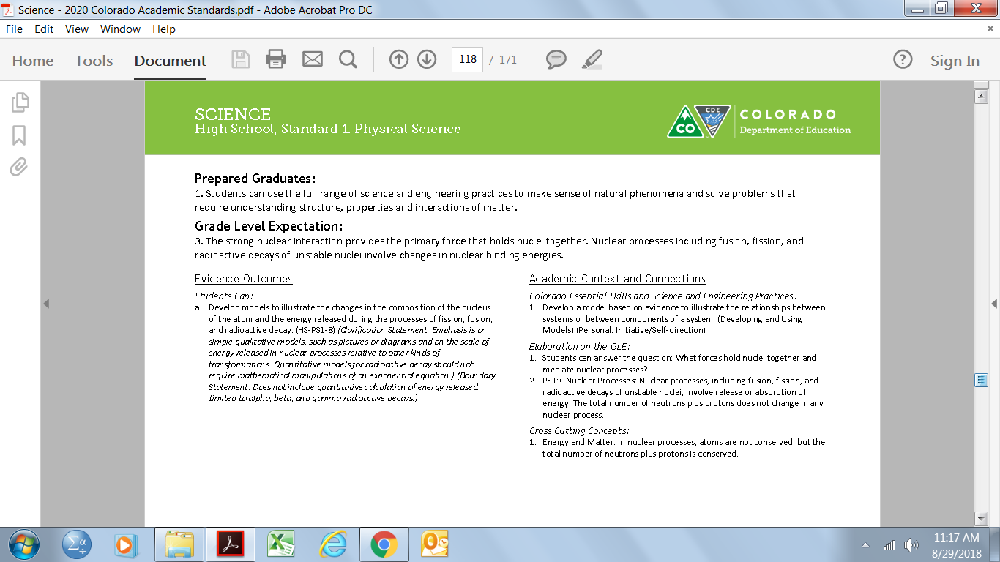 Science - 2020 Colorado Academic Standards.pdf - Adobe Acrobat Pro DC
File Edit View Window Help
Home Tools Document 118 / 171 Sign In
SCIENCE
High School, Standard 1. Physical Science
CO
CDE
COLORADO
Department of Education
Prepared Graduates:
1. Students can use the full range of science and engineering practices to make sense of natural phenomena and solve problems that
require understanding structure, properties and interactions of matter.
Grade Level Expectation:
3. The strong nuclear interaction provides the primary force that holds nuclei together. Nuclear processes including fusion, fission, and
radioactive decays of unstable nuclei involve changes in nuclear binding energies.
Evidence Outcomes
Students Can:
a. Develop models to illustrate the changes in the composition of the nucleus
of the atom and the energy released during the processes of fission, fusion,
and radioactive decay. (HS-PS1-8) (Clarification Statement: Emphasis is on
simple qualitative models, such as pictures or diagrams and on the scale of
energy released in nuclear processes relative to other kinds of
transformations. Quantitative models for radioactive decay should not
require mathematical manipulations of an exponential equation.) (Boundary
Statement: Does not include quantitative calculation of energy released.
Limited to alpha, beta, and gamma radioactive decays.)
Academic Context and Connections
Colorado Essential Skills and Science and Engineering Practices:
1. Develop a model based on evidence to illustrate the relationships between
systems or between components of a system. (Developing and Using
Models) (Personal: Initiative/Self-direction)
Elaboration on the GLE:
1. Students can answer the question: What forces hold nuclei together and
mediate nuclear processes?
2. PS1:C Nuclear Processes: Nuclear processes, including fusion, fission, and
radioactive decays of unstable nuclei, involve release or absorption of
energy. The total number of neutrons plus protons does not change in any
nuclear process.
Cross Cutting Concepts:
1. Energy and Matter: In nuclear processes, atoms are not conserved, but the
total number of neutrons plus protons is conserved.
11:17 AM
8/29/2018